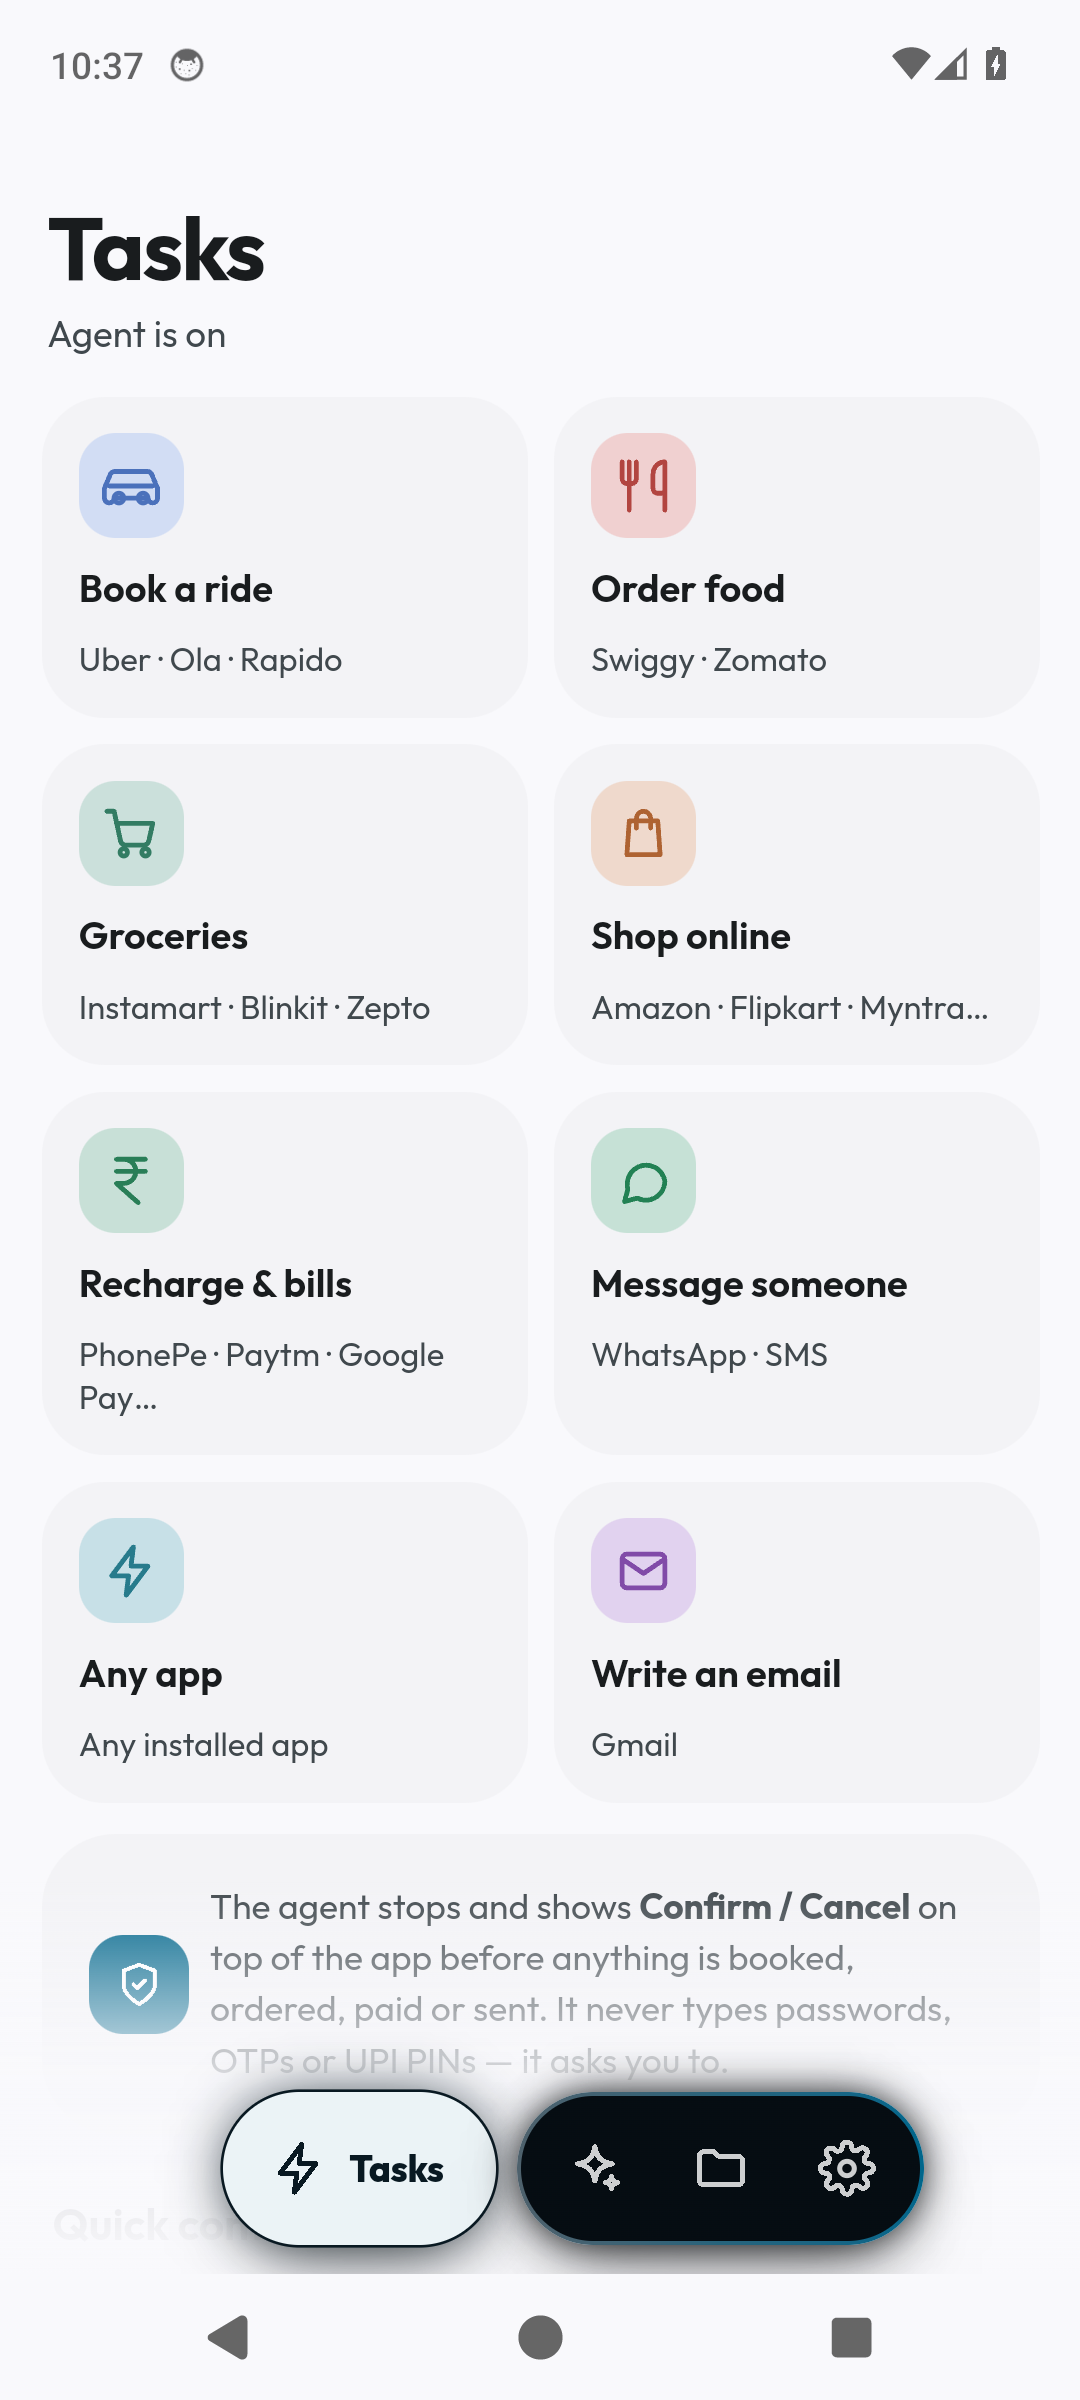 10:37
Tasks
Agent is on
Book a ride
Uber · Ola · Rapido
Order food
Swiggy · Zomato
Groceries
Instamart · Blinkit · Zepto
Shop online
Amazon · Flipkart · Myntra…
Recharge & bills
PhonePe · Paytm · Google
Pay…
Message someone
WhatsApp · SMS
Any app
Any installed app
Write an email
Gmail
The agent stops and shows Confirm / Cancel on
top of the app before anything is booked,
ordered, paid or sent. It never types passwords,
OTPs or UPI PINs — it asks you to.
Quick
Tasks